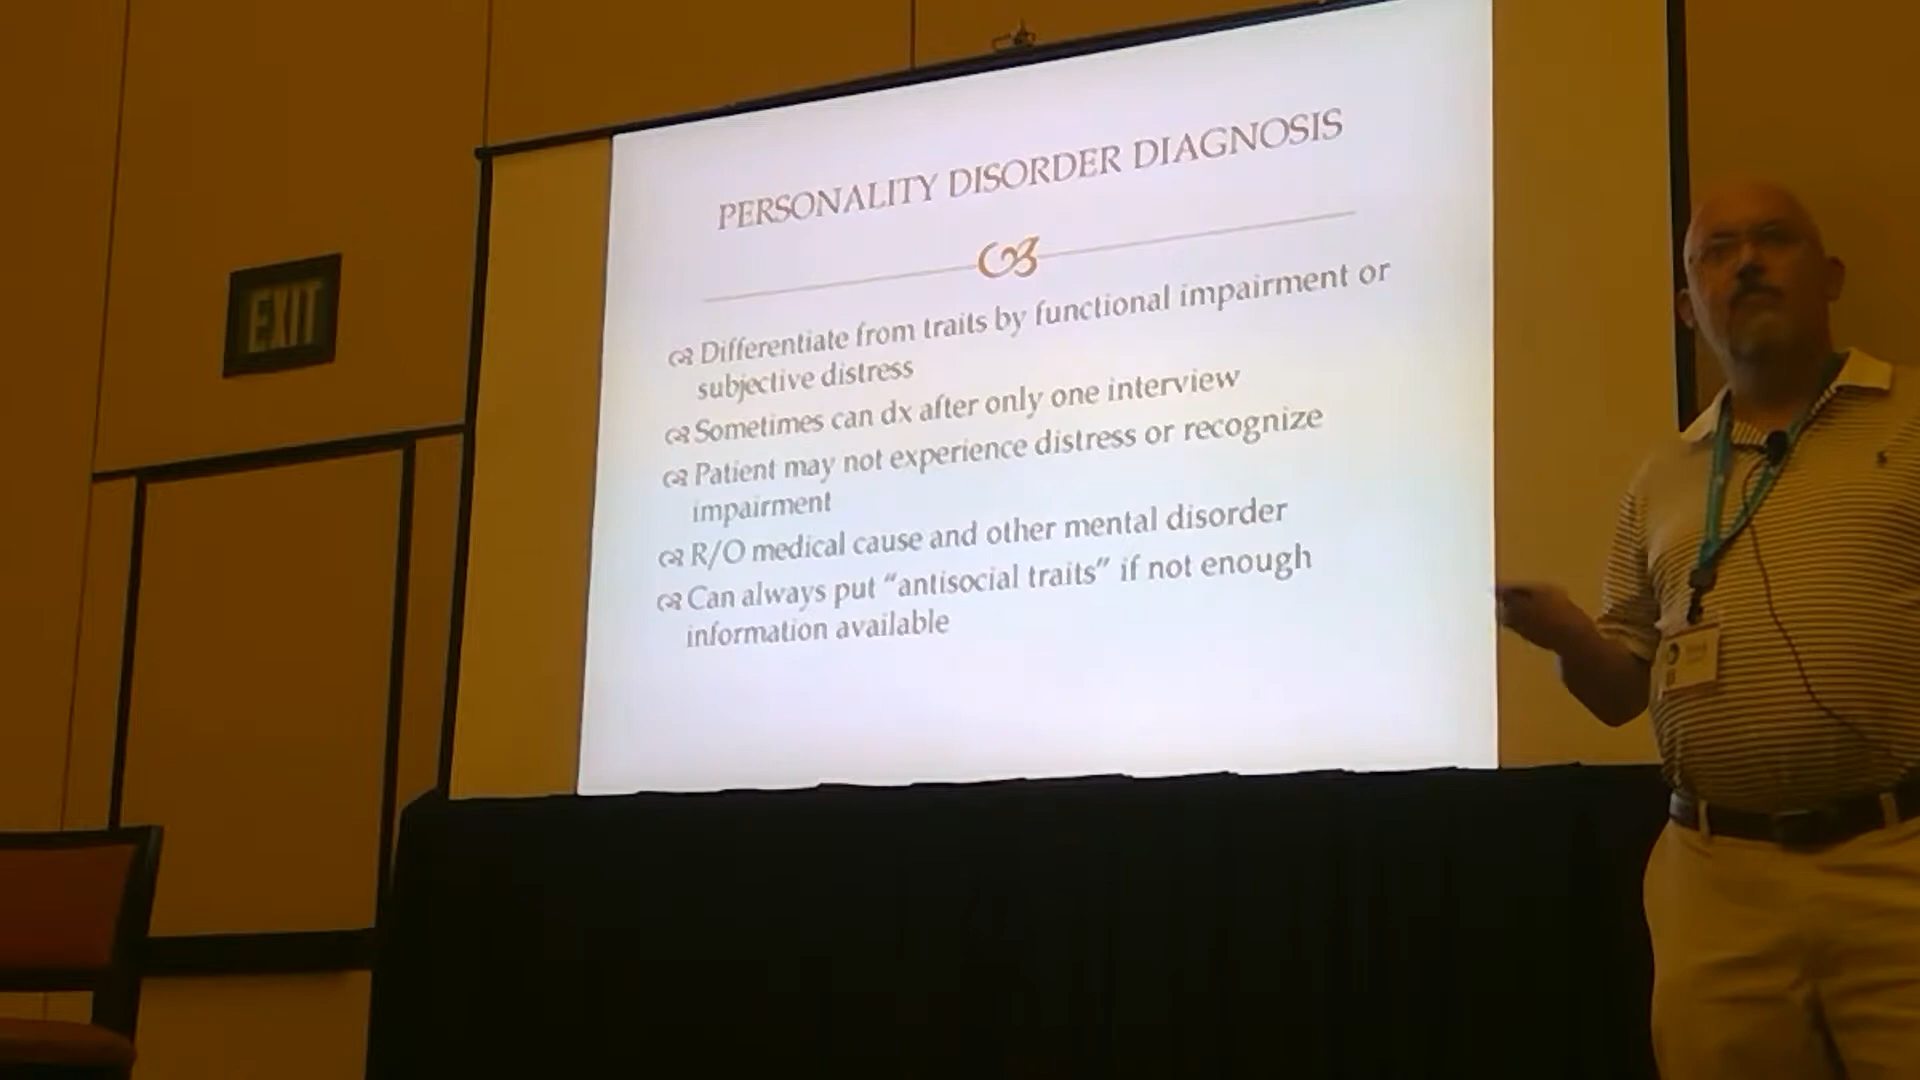 EXIT
PERSONALITY DISORDER DIAGNOSIS
Differentiate from traits by functional impairment or
subjective distress
Sometimes can dx after only one interview
Patient may not experience distress or recognize
impairment
R/O medical cause and other mental disorder
Can always put “antisocial traits” if not enough
information available